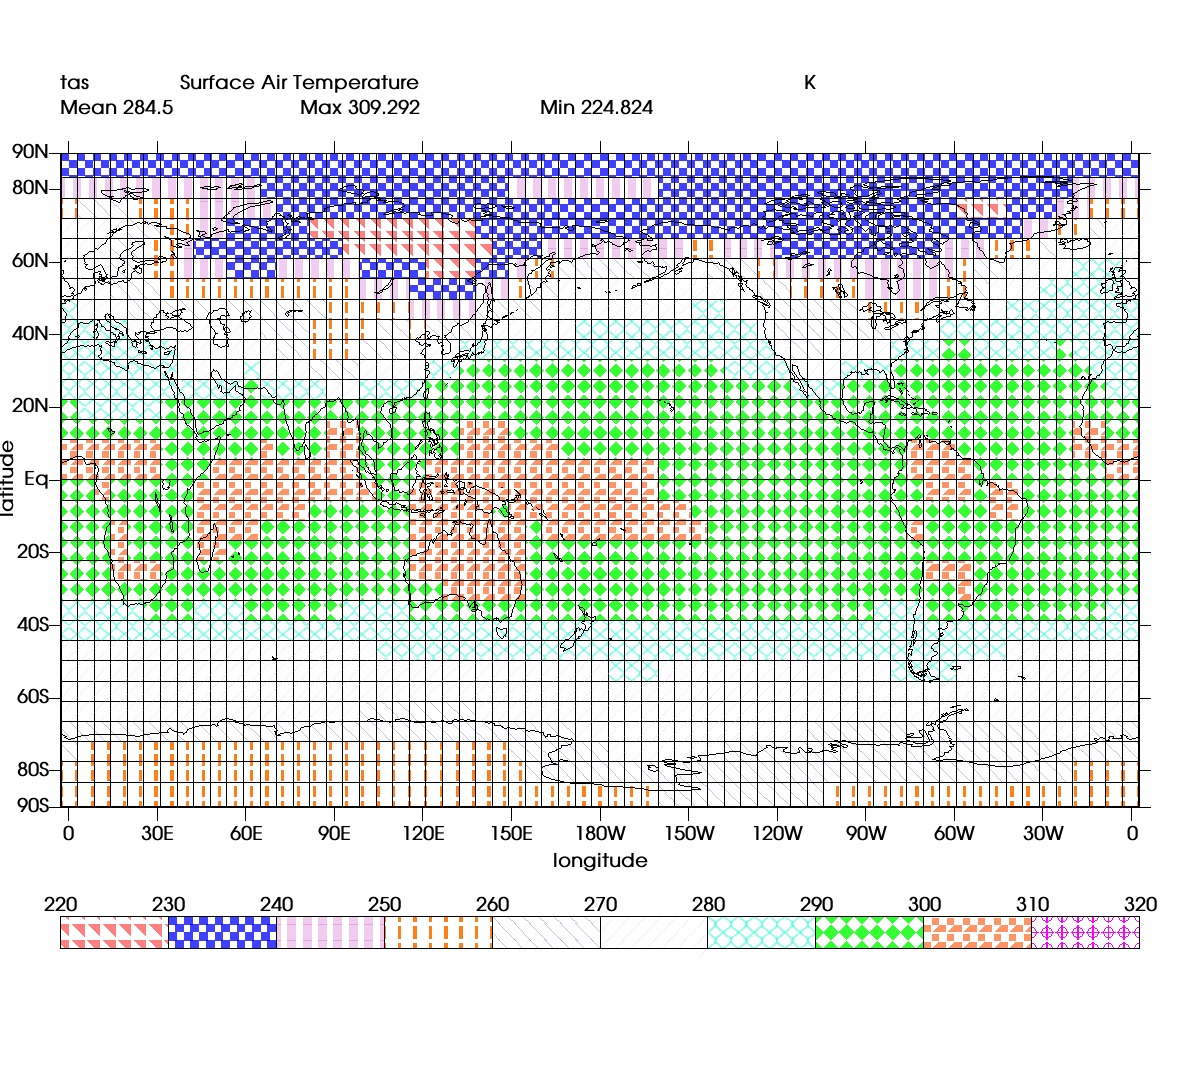 tas Surface Air Temperature K
Mean 284.5 Max 309.292 Min 224.824
90N
80N
60N
40N
20N
Eq
20S
40S
60S
80S
90S
latitude
0 30E 60E 90E 120E 150E 180W 150W 120W 90W 60W 30W 0
longitude
220 230 240 250 260 270 280 290 300 310 320